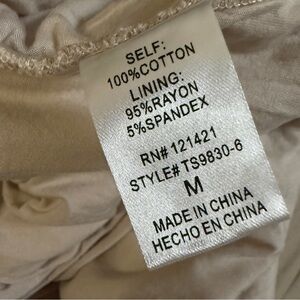 SELF:
100%COTTON
LINING:
95%RAYON
5%SPANDEX
RN# 121421
STYLE# TS9830-6
M
MADE IN CHINA
HECHO EN CHINA